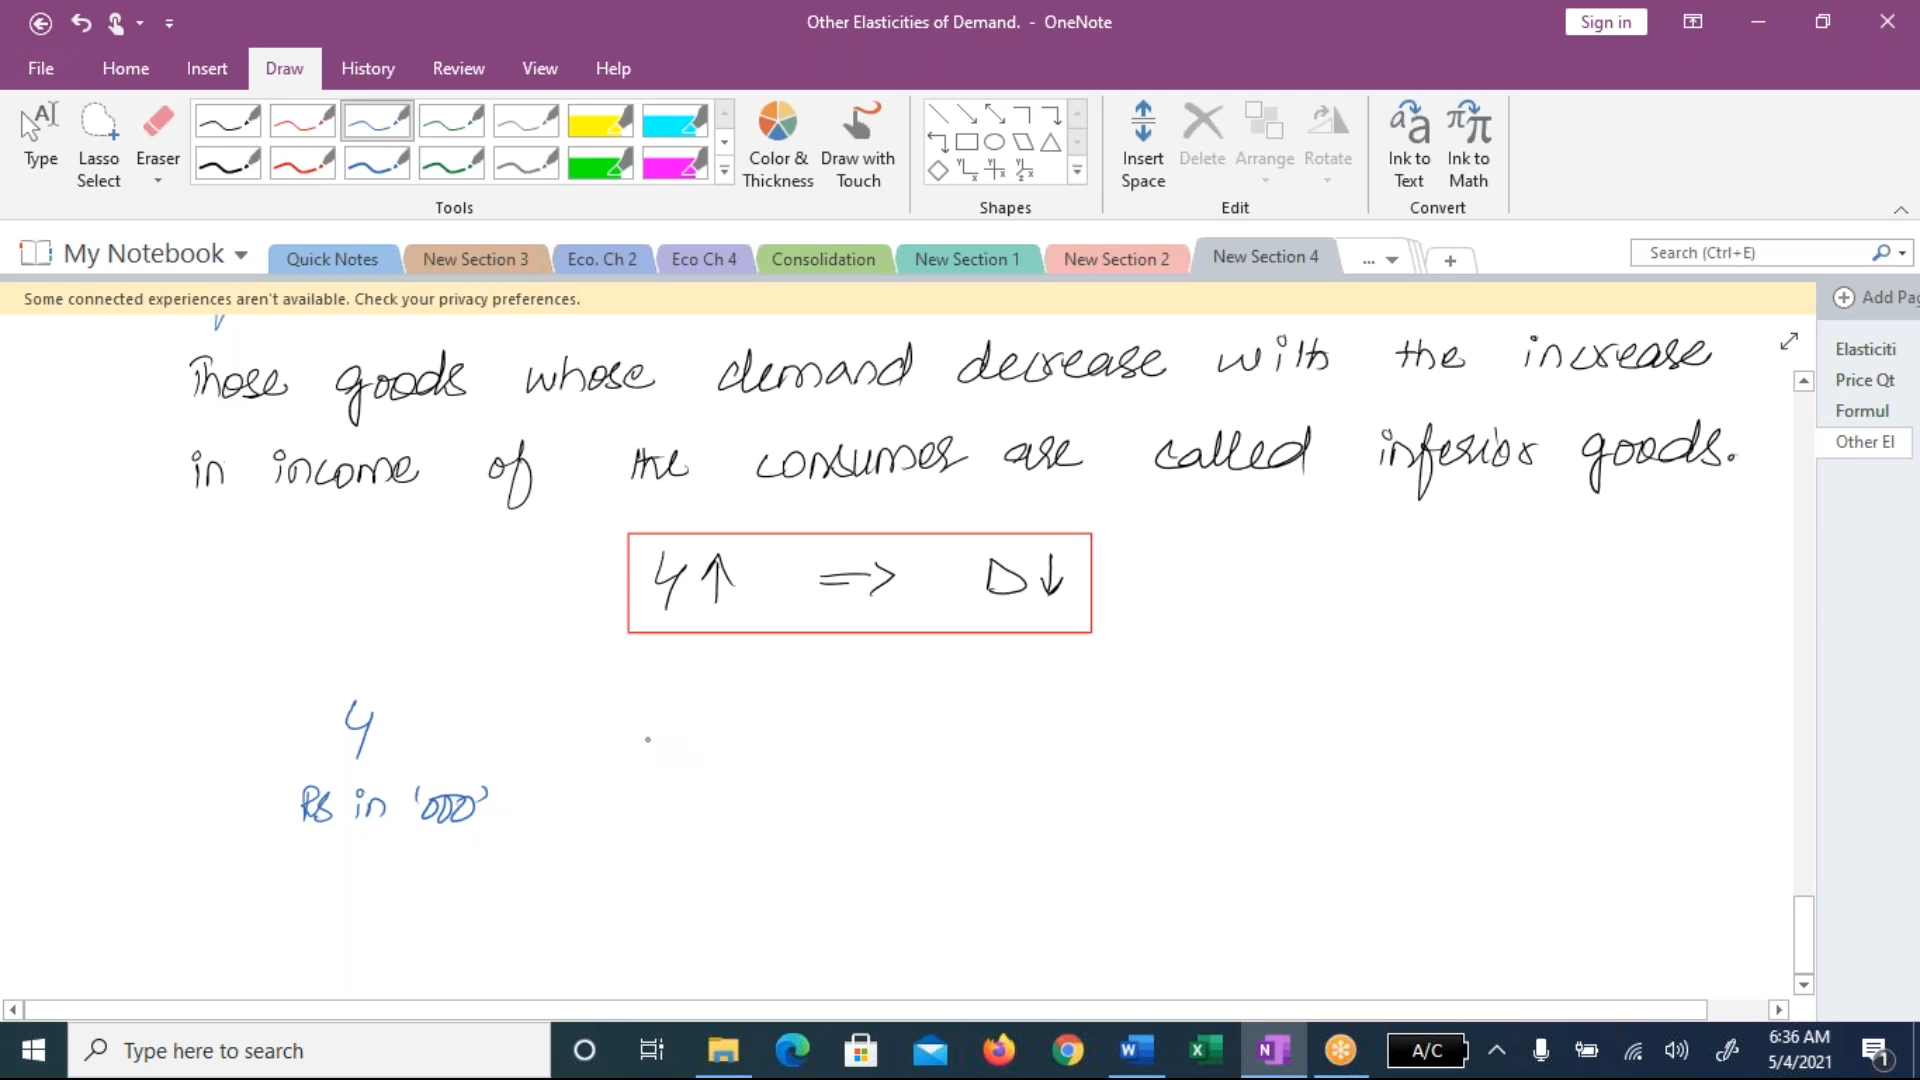 Other Elasticities of Demand. - OneNote
Sign in
File Home Insert Draw History Review View Help
Type
Lasso Select
Eraser
Color & Thickness
Draw with Touch
Insert Space
Delete
Arrange
Rotate
Ink to Text
Ink to Math
Tools
Shapes
Edit
Convert
My Notebook
Quick Notes
New Section 3
Eco. Ch 2
Eco Ch 4
Consolidation
New Section 1
New Section 2
New Section 4
...
Search (Ctrl+E)
Some connected experiences aren't available. Check your privacy preferences.
Add Pag
Elasticiti
Price Qt
Formul
Other El
Those goods whose demand decrease with the increase
in income of the consumer are called inferior goods.
Y↑ => D↓
Y
Rs in '000'
Type here to search
A/C
6:36 AM
5/4/2021
1